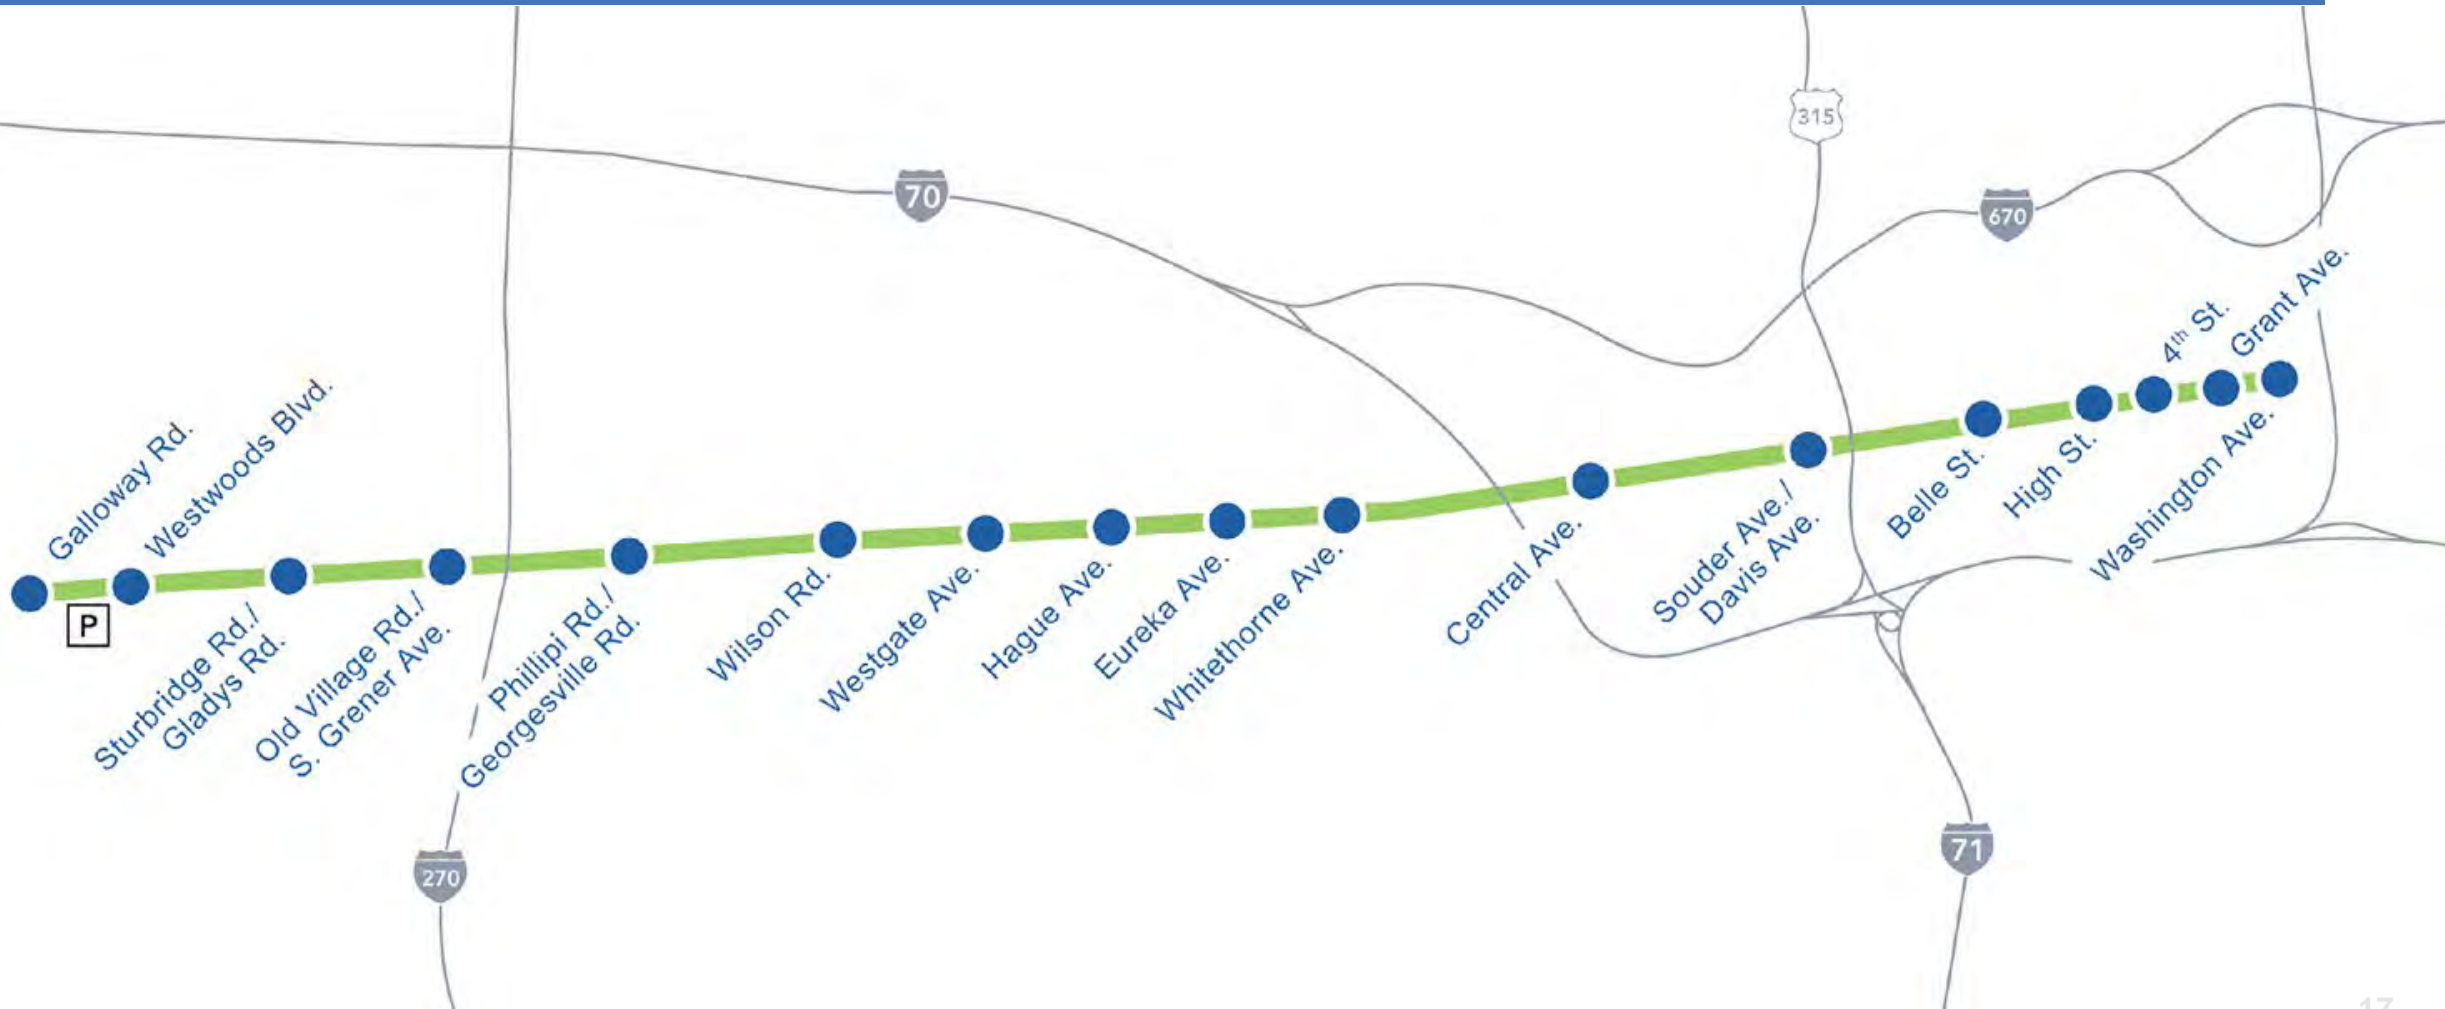 315
70
670
4th St.
Grant Ave.
Galloway Rd.
Westwoods Blvd.
P
Sturbridge Rd./
Gladys Rd.
Old Village Rd./
S. Grener Ave.
Phillipi Rd./
Georgesville Rd.
Wilson Rd.
Westgate Ave.
Hague Ave.
Eureka Ave.
Whitethorne Ave.
Central Ave.
Souder Ave./
Davis Ave.
Belle St.
High St.
Washington Ave.
270
71
17